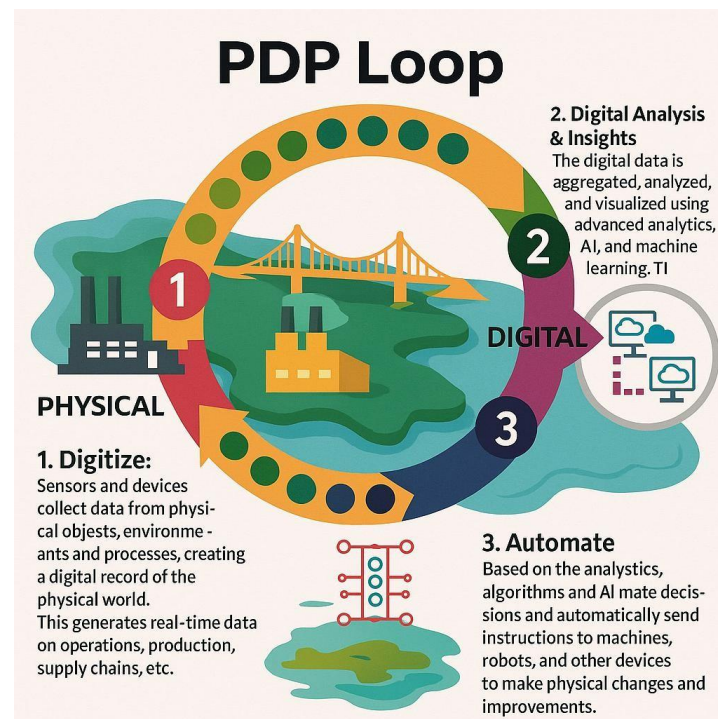 PDP Loop
2. Digital Analysis
& Insights
The digital data is
aggregated, analyzed,
and visualized using
advanced analytics,
AI, and machine
learning. TI
1
2
DIGITAL
3
PHYSICAL
1. Digitize:
Sensors and devices
collect data from physi-
cal objests, environme -
ants and processes, creating
a digital record of the
physical world.
This generates real-time data
on operations, production,
supply chains, etc.
3. Automate
Based on the analystics,
algorithms and AI mate decis-
sions and automatically send
instructions to machines,
robots, and other devices
to make physical changes and
improvements.